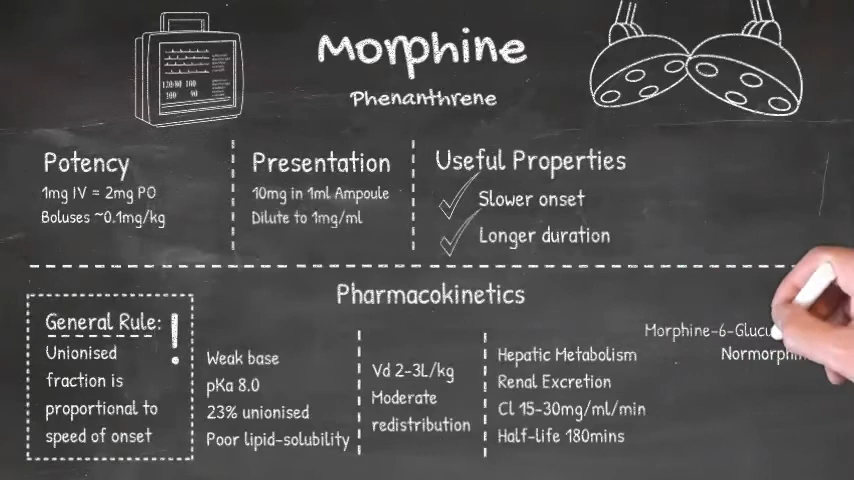 Morphine
Phenanthrene
120/80 100
100 90
Potency
1mg IV = 2mg PO
Boluses ~0.1mg/kg
Presentation
10mg in 1ml Ampoule
Dilute to 1mg/ml
Useful Properties
Slower onset
Longer duration
Pharmacokinetics
General Rule:
!
Unionised
fraction is
proportional to
speed of onset
Weak base
pKa 8.0
23% unionised
Poor lipid-solubility
Vd 2-3L/kg
Moderate
redistribution
Hepatic Metabolism
Renal Excretion
Cl 15-30mg/ml/min
Half-life 180mins